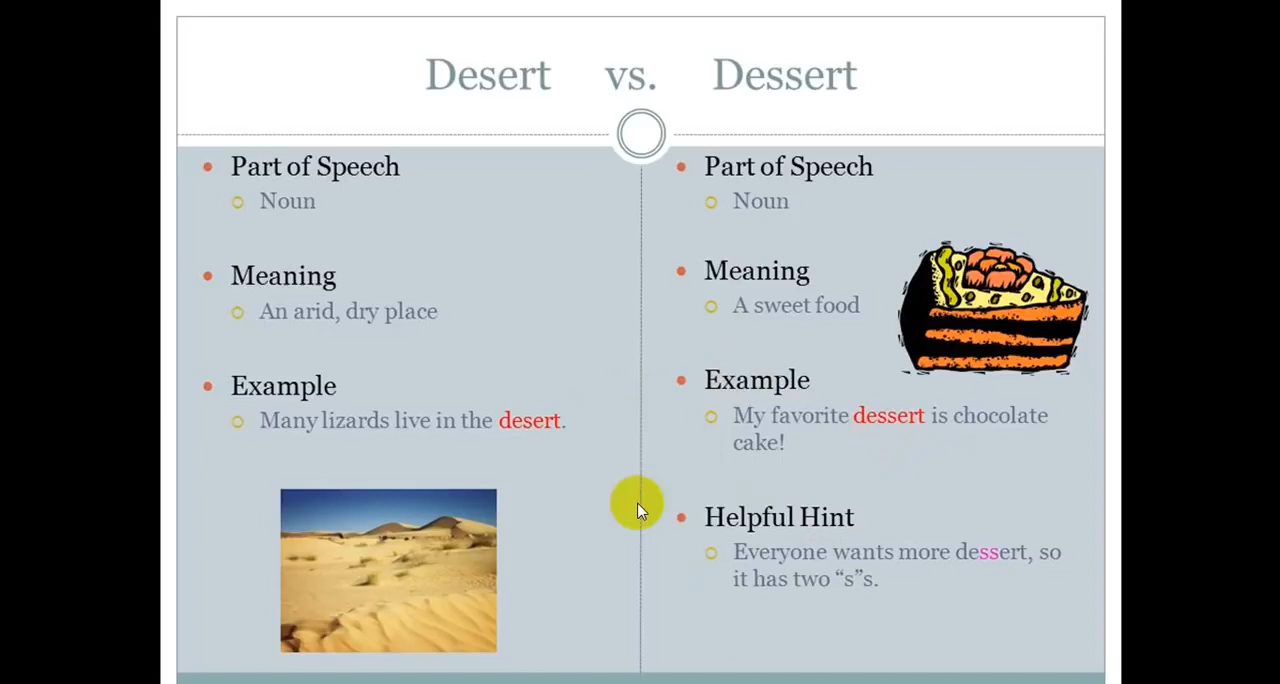 Desert vs. Dessert
Part of Speech
Noun
Meaning
An arid, dry place
Example
Many lizards live in the desert.
Part of Speech
Noun
Meaning
A sweet food
Example
My favorite dessert is chocolate
cake!
Helpful Hint
Everyone wants more dessert, so
it has two “s”s.